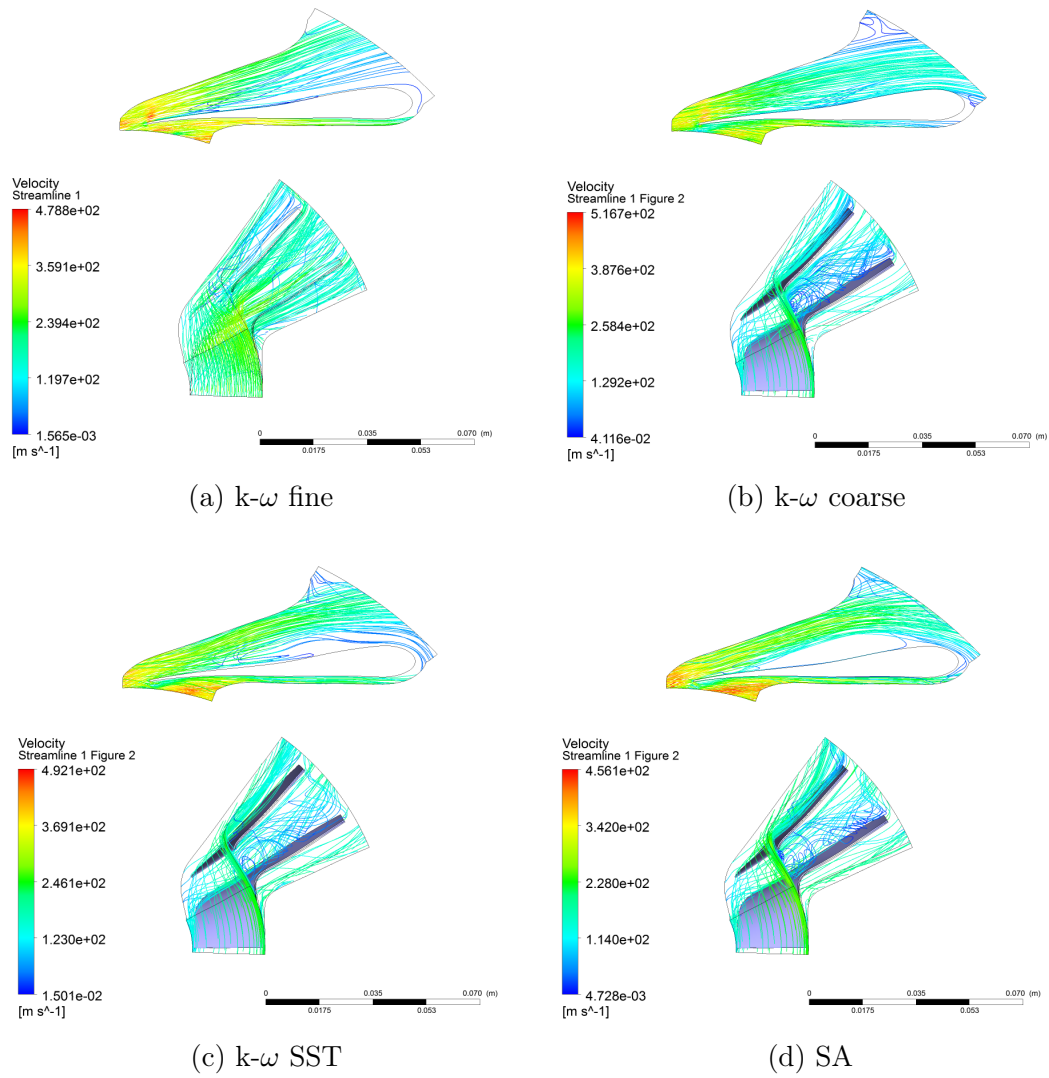 Velocity
Streamline 1
4.788e+02
3.591e+02
2.394e+02
1.197e+02
1.565e-03
[m s^-1]
0 0.035 0.070 (m)
0.0175 0.053
(a) k-ω fine
Velocity
Streamline 1 Figure 2
5.167e+02
3.876e+02
2.584e+02
1.292e+02
4.116e-02
[m s^-1]
0 0.035 0.070 (m)
0.0175 0.053
(b) k-ω coarse
Velocity
Streamline 1 Figure 2
4.921e+02
3.691e+02
2.461e+02
1.230e+02
1.501e-02
[m s^-1]
0 0.035 0.070 (m)
0.0175 0.053
(c) k-ω SST
Velocity
Streamline 1 Figure 2
4.561e+02
3.420e+02
2.280e+02
1.140e+02
4.728e-03
[m s^-1]
0 0.035 0.070 (m)
0.0175 0.053
(d) SA